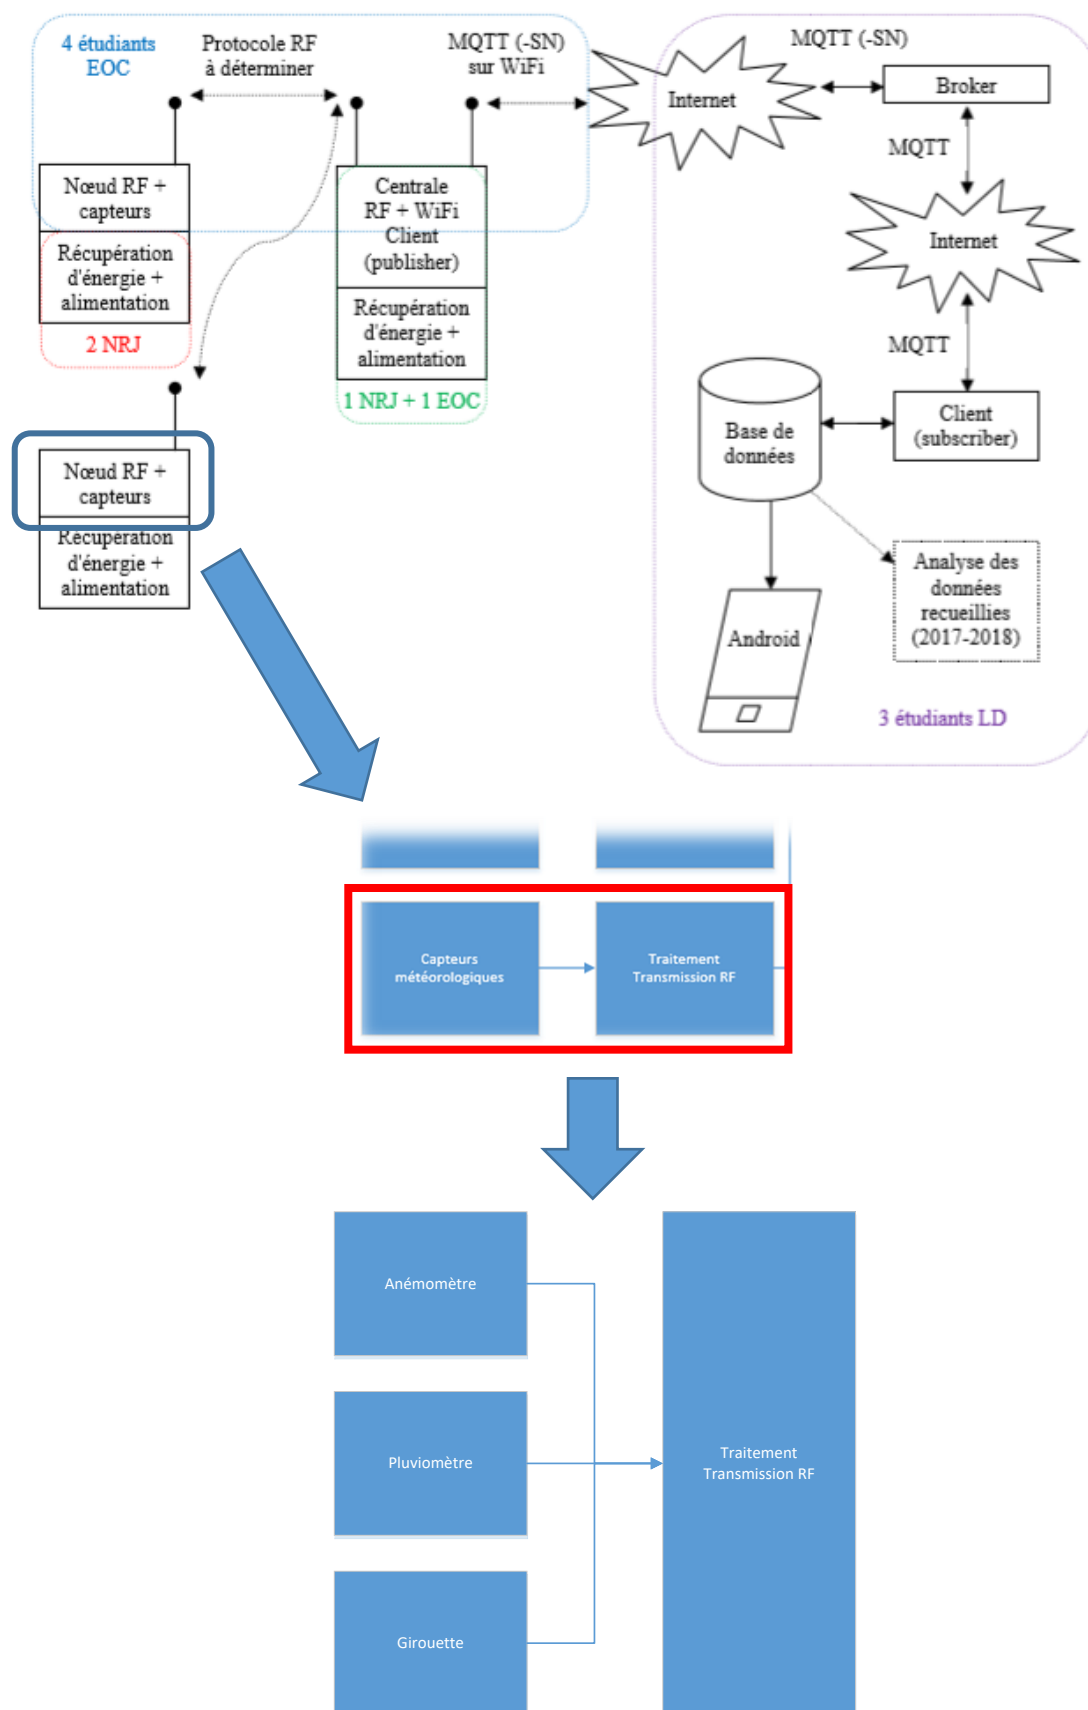 4 étudiants
EOC
Protocole RF
à déterminer
MQTT (-SN)
sur WiFi
Internet
MQTT (-SN)
Broker
MQTT
Internet
MQTT
Nœud RF +
capteurs
Récupération
d'énergie +
alimentation
2 NRJ
Centrale
RF + WiFi
Client
(publisher)
Récupération
d'énergie +
alimentation
1 NRJ + 1 EOC
Nœud RF +
capteurs
Récupération
d'énergie +
alimentation
Base de
données
Client
(subscriber)
Android
Analyse des
données
recueillies
(2017-2018)
3 étudiants LD
Capteurs
météorologiques
Traitement
Transmission RF
Anémomètre
Pluviomètre
Girouette
Traitement
Transmission RF